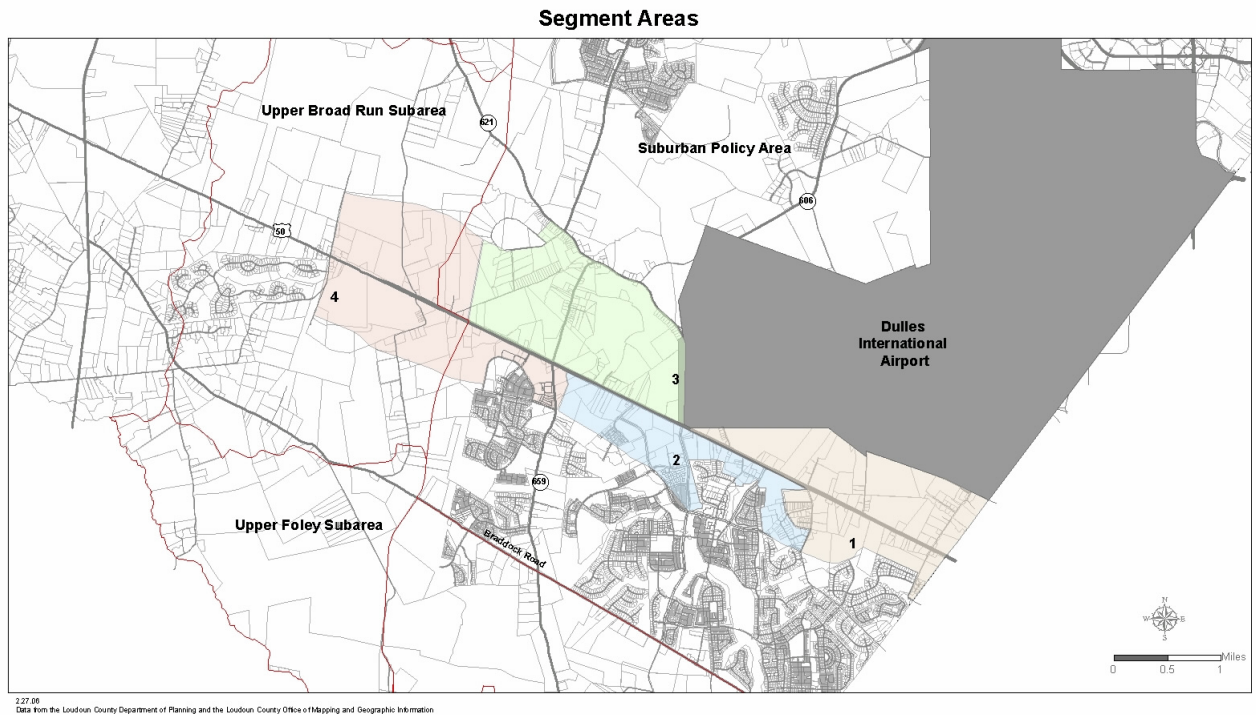 Segment Areas
Upper Broad Run Subarea
621
Suburban Policy Area
606
50
4
Dulles
International
Airport
3
2
659
1
Upper Foley Subarea
Braddock Road
N
W E
S
Miles
0 0.5 1
2.27.06
Data from the Loudoun County Department of Planning and the Loudoun County Office of Mapping and Geographic Information